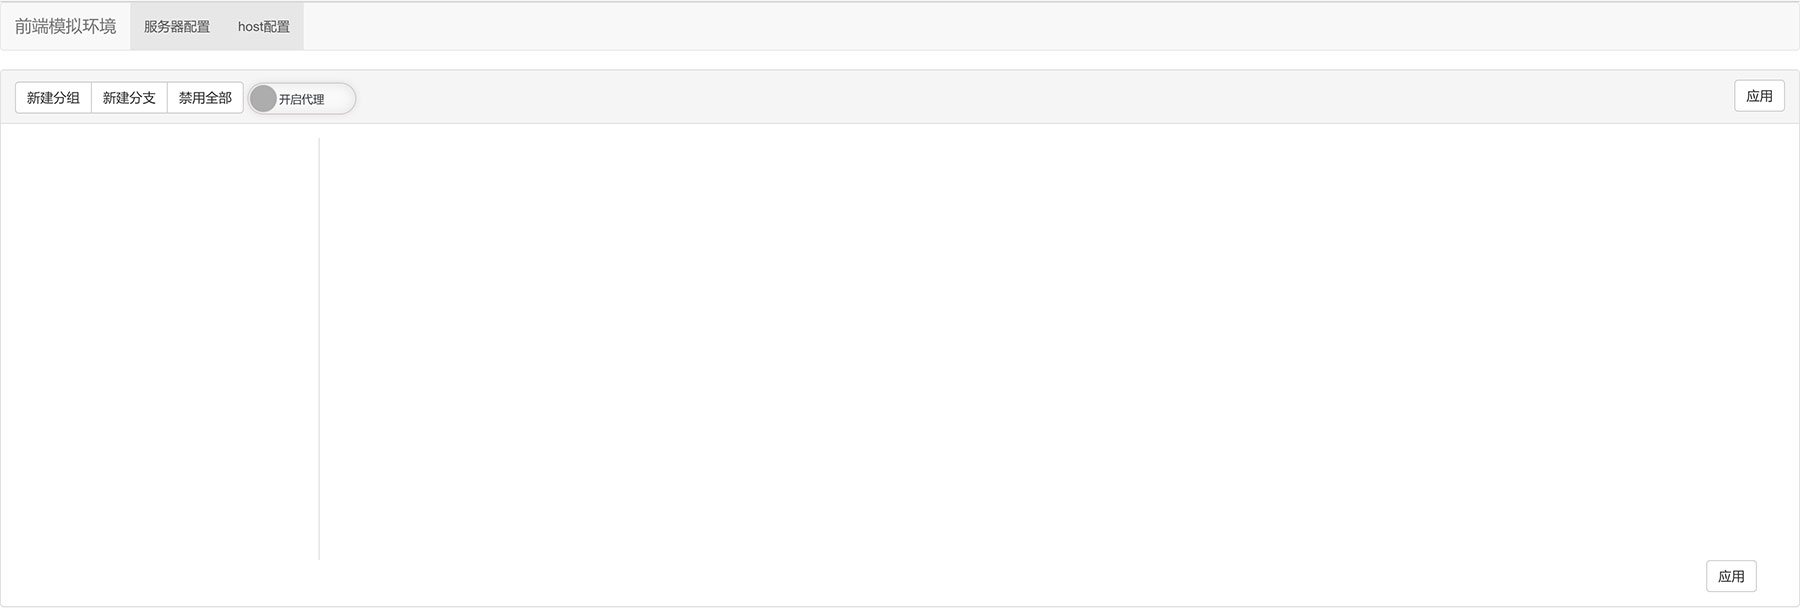 前端模拟环境 服务器配置 host配置
新建分组 新建分支 禁用全部 开启代理 应用
应用